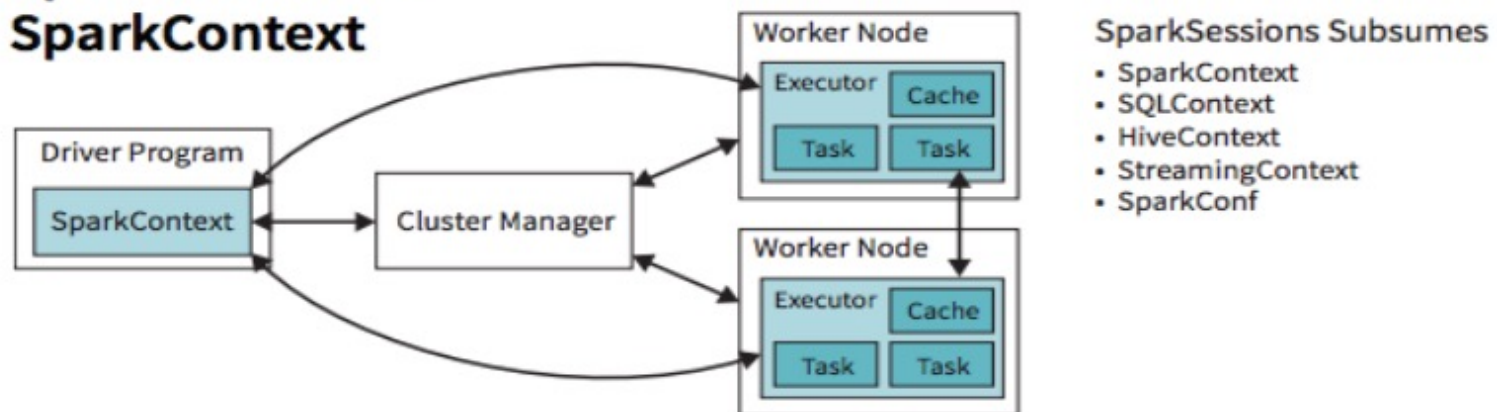 SparkContext
Driver Program
SparkContext
Cluster Manager
Worker Node
Executor
Cache
Task
Task
Worker Node
Executor
Cache
Task
Task
SparkSessions Subsumes
• SparkContext
• SQLContext
• HiveContext
• StreamingContext
• SparkConf